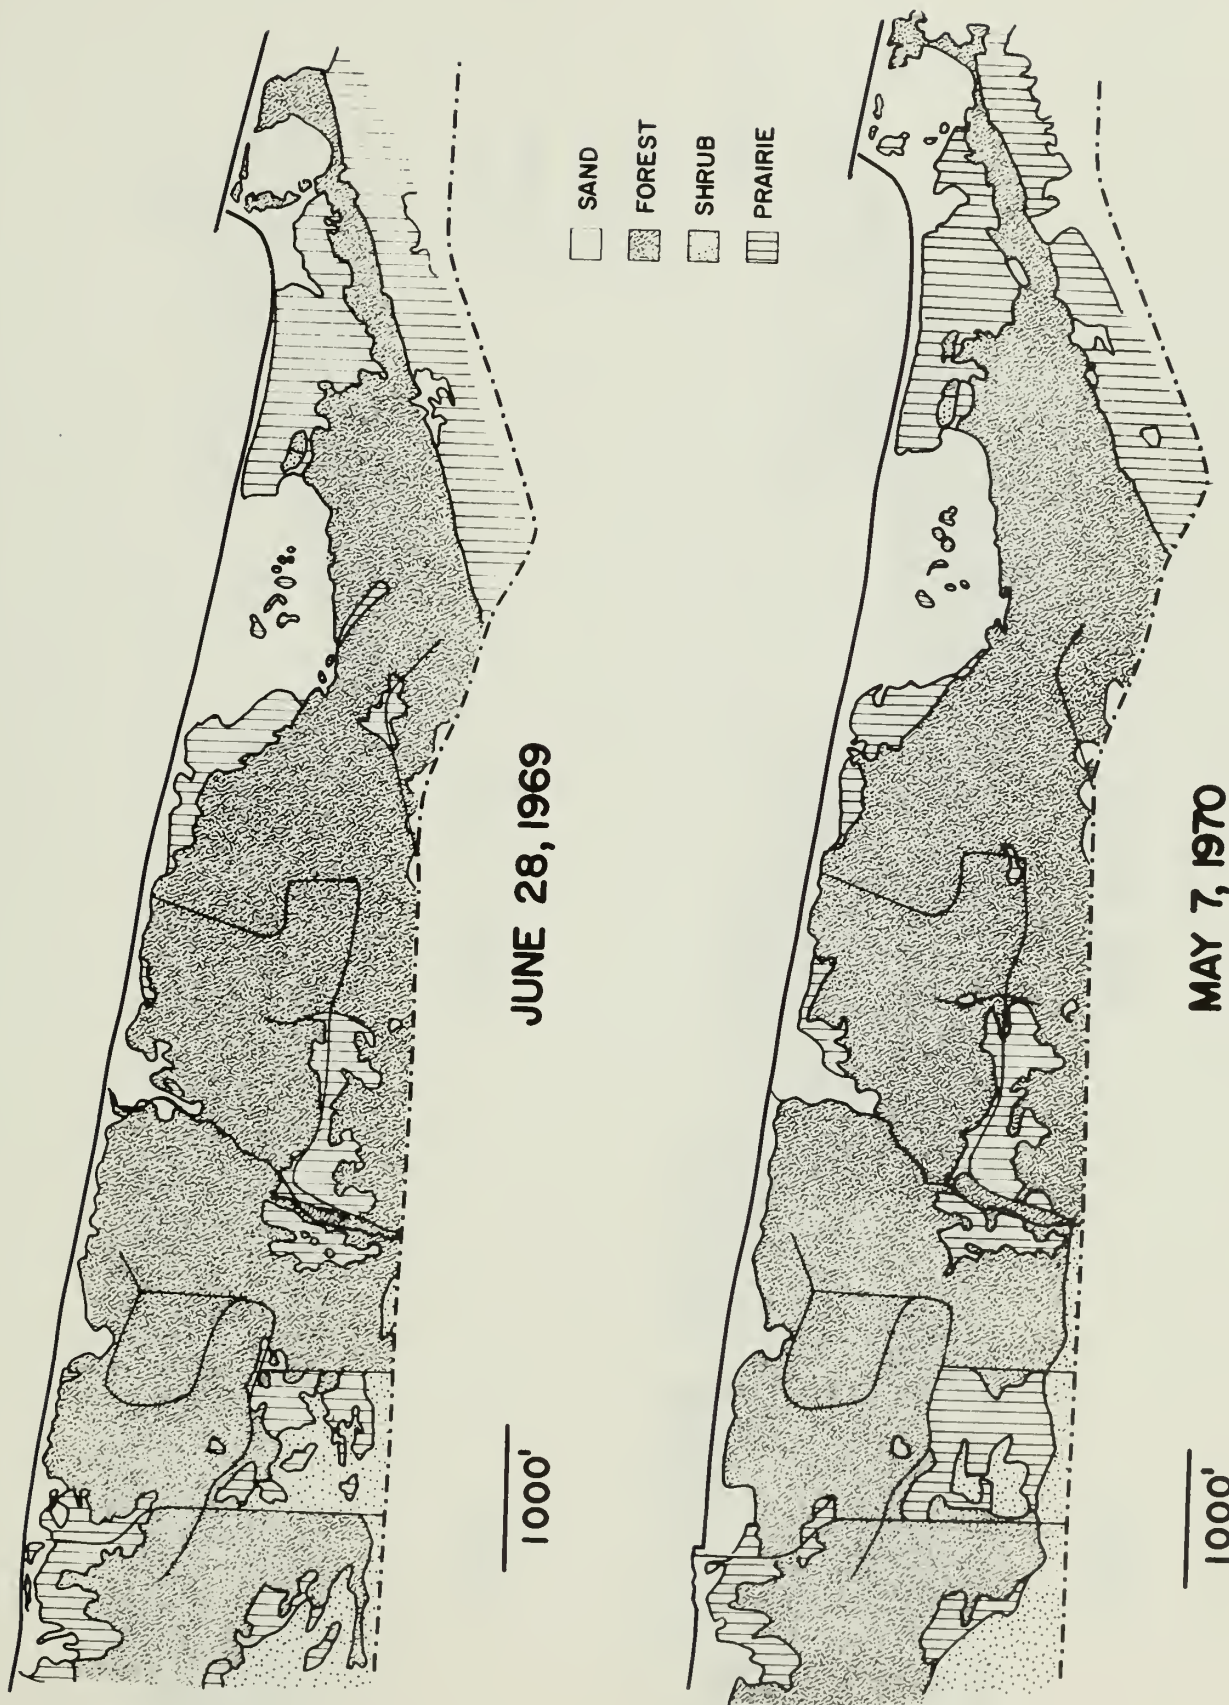 SAND
FOREST
SHRUB
PRAIRIE
JUNE 28, 1969
1000'
MAY 7, 1970
1000'